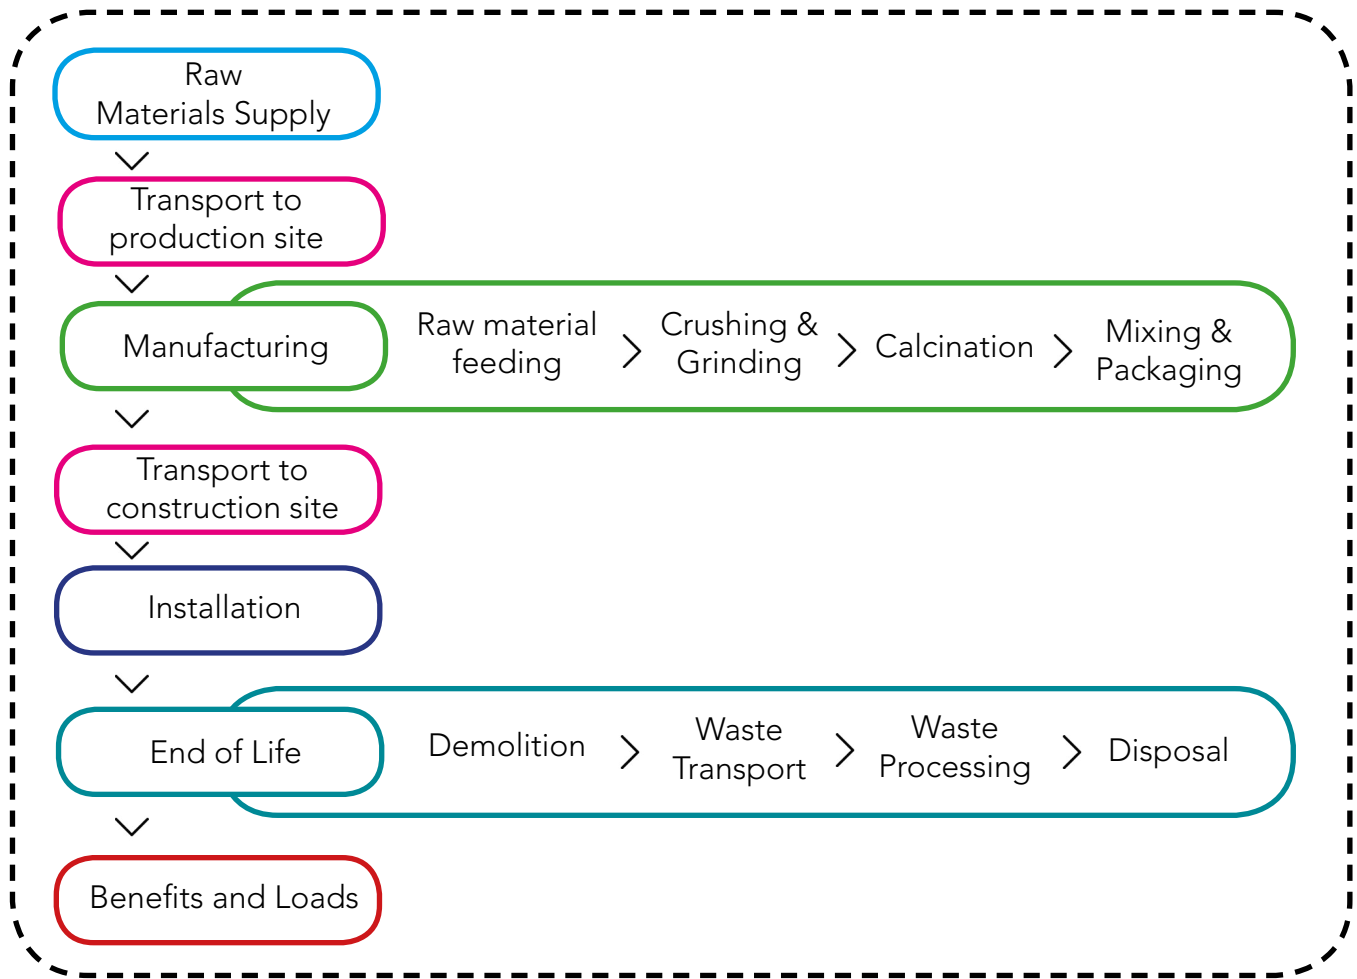 Raw
Materials Supply
Transport to
production site
Manufacturing
Raw material
feeding
Crushing &
Grinding
Calcination
Mixing &
Packaging
Transport to
construction site
Installation
End of Life
Demolition
Waste
Transport
Waste
Processing
Disposal
Benefits and Loads